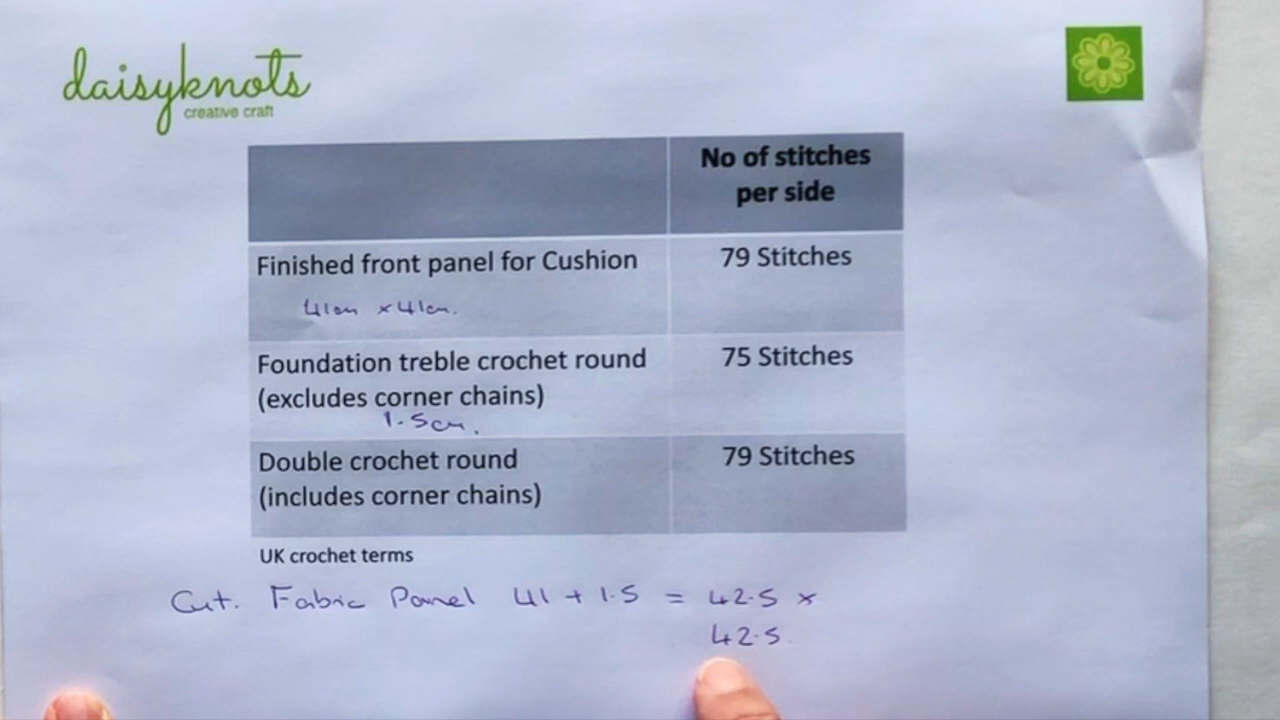 daisyknots
creative craft
No of stitches
per side
Finished front panel for Cushion
79 Stitches
41cm x 41cm.
Foundation treble crochet round
75 Stitches
(excludes corner chains)
1.5cm.
Double crochet round
79 Stitches
(includes corner chains)
UK crochet terms
Cut. Fabric Panel 41 + 1.5 = 42.5 x
42.5.